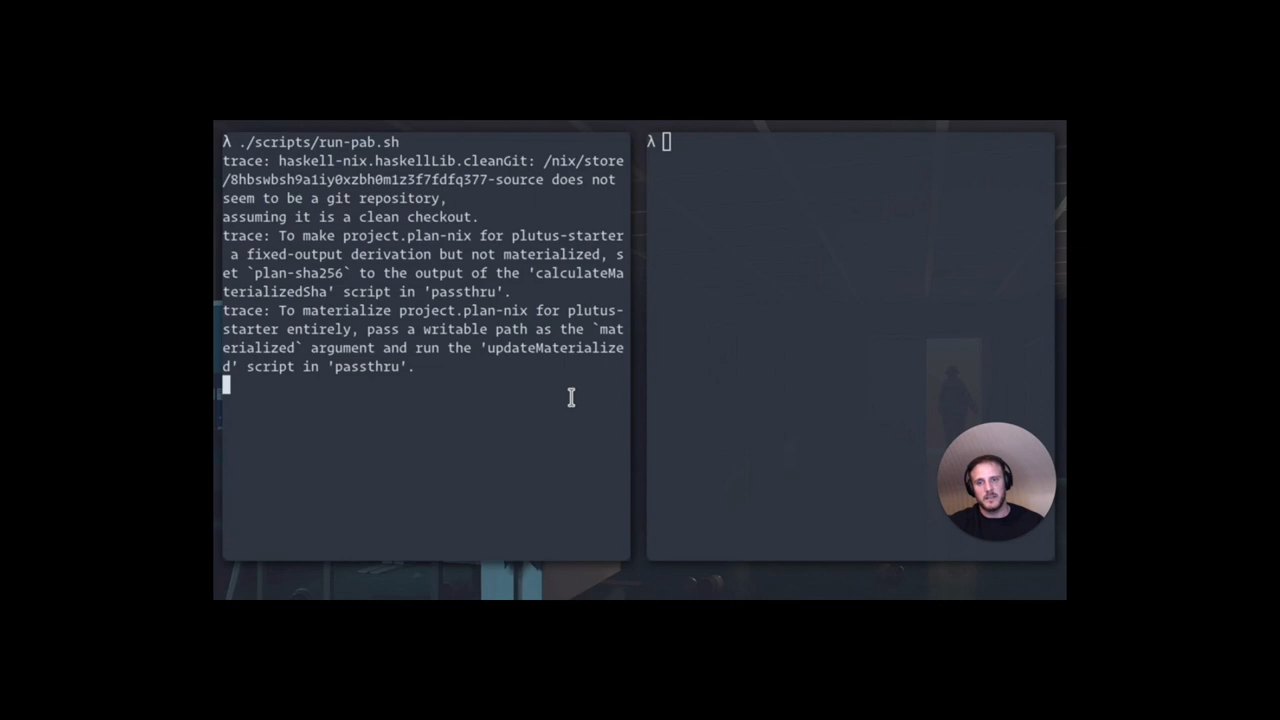 λ ./scripts/run-pab.sh
trace: haskell-nix.haskellLib.cleanGit: /nix/store
/8hbswbsh9a1iy0xzbh0m1z3f7fdfq377-source does not
seem to be a git repository,
assuming it is a clean checkout.
trace: To make project.plan-nix for plutus-starter
 a fixed-output derivation but not materialized, s
et `plan-sha256` to the output of the 'calculateMa
terializedSha' script in 'passthru'.
trace: To materialize project.plan-nix for plutus-
starter entirely, pass a writable path as the `mat
erialized` argument and run the 'updateMaterialize
d' script in 'passthru'.
λ